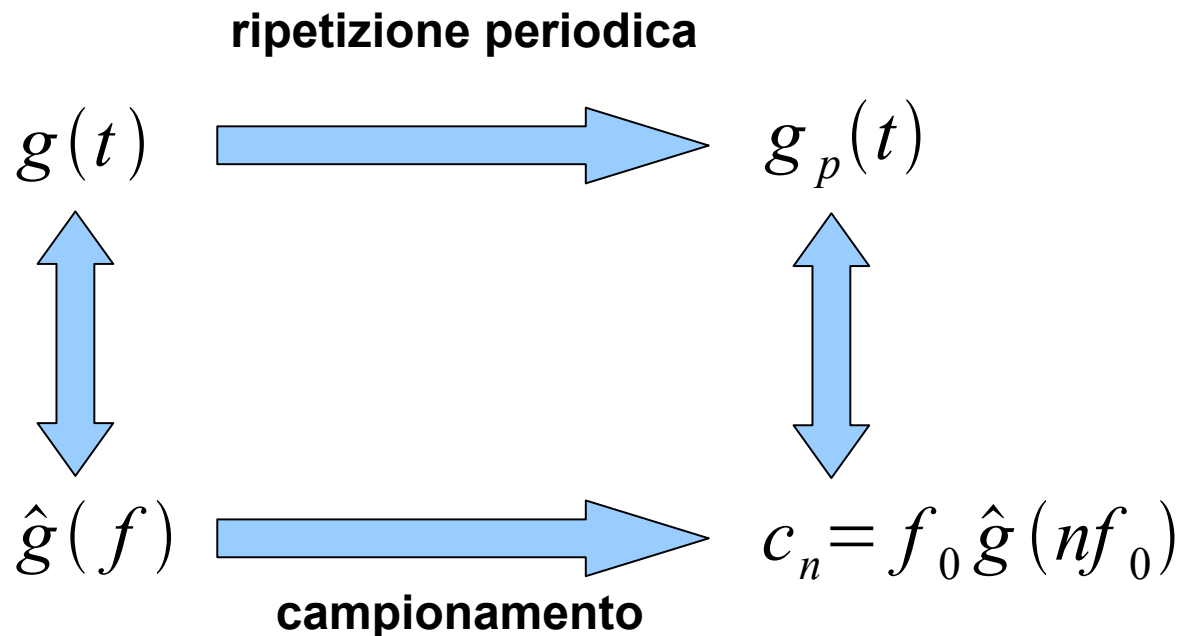 ripetizione periodica
g(t) g_p(t)
ĝ(f) c_n = f_0 ĝ(nf_0)
campionamento